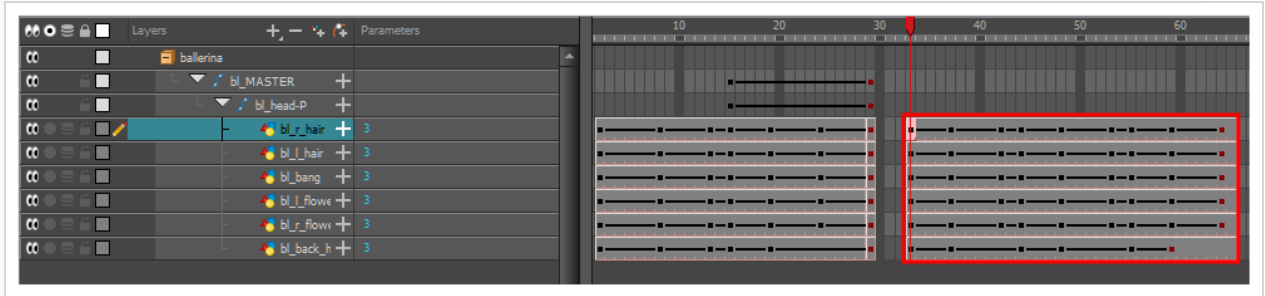 Layers Parameters 10 20 30 40 50 60
ballerina
bl_MASTER
bl_head-P
bl_r_hair 3
bl_l_hair 3
bl_bang 3
bl_l_flowe 3
bl_r_flowe 3
bl_back_h 3